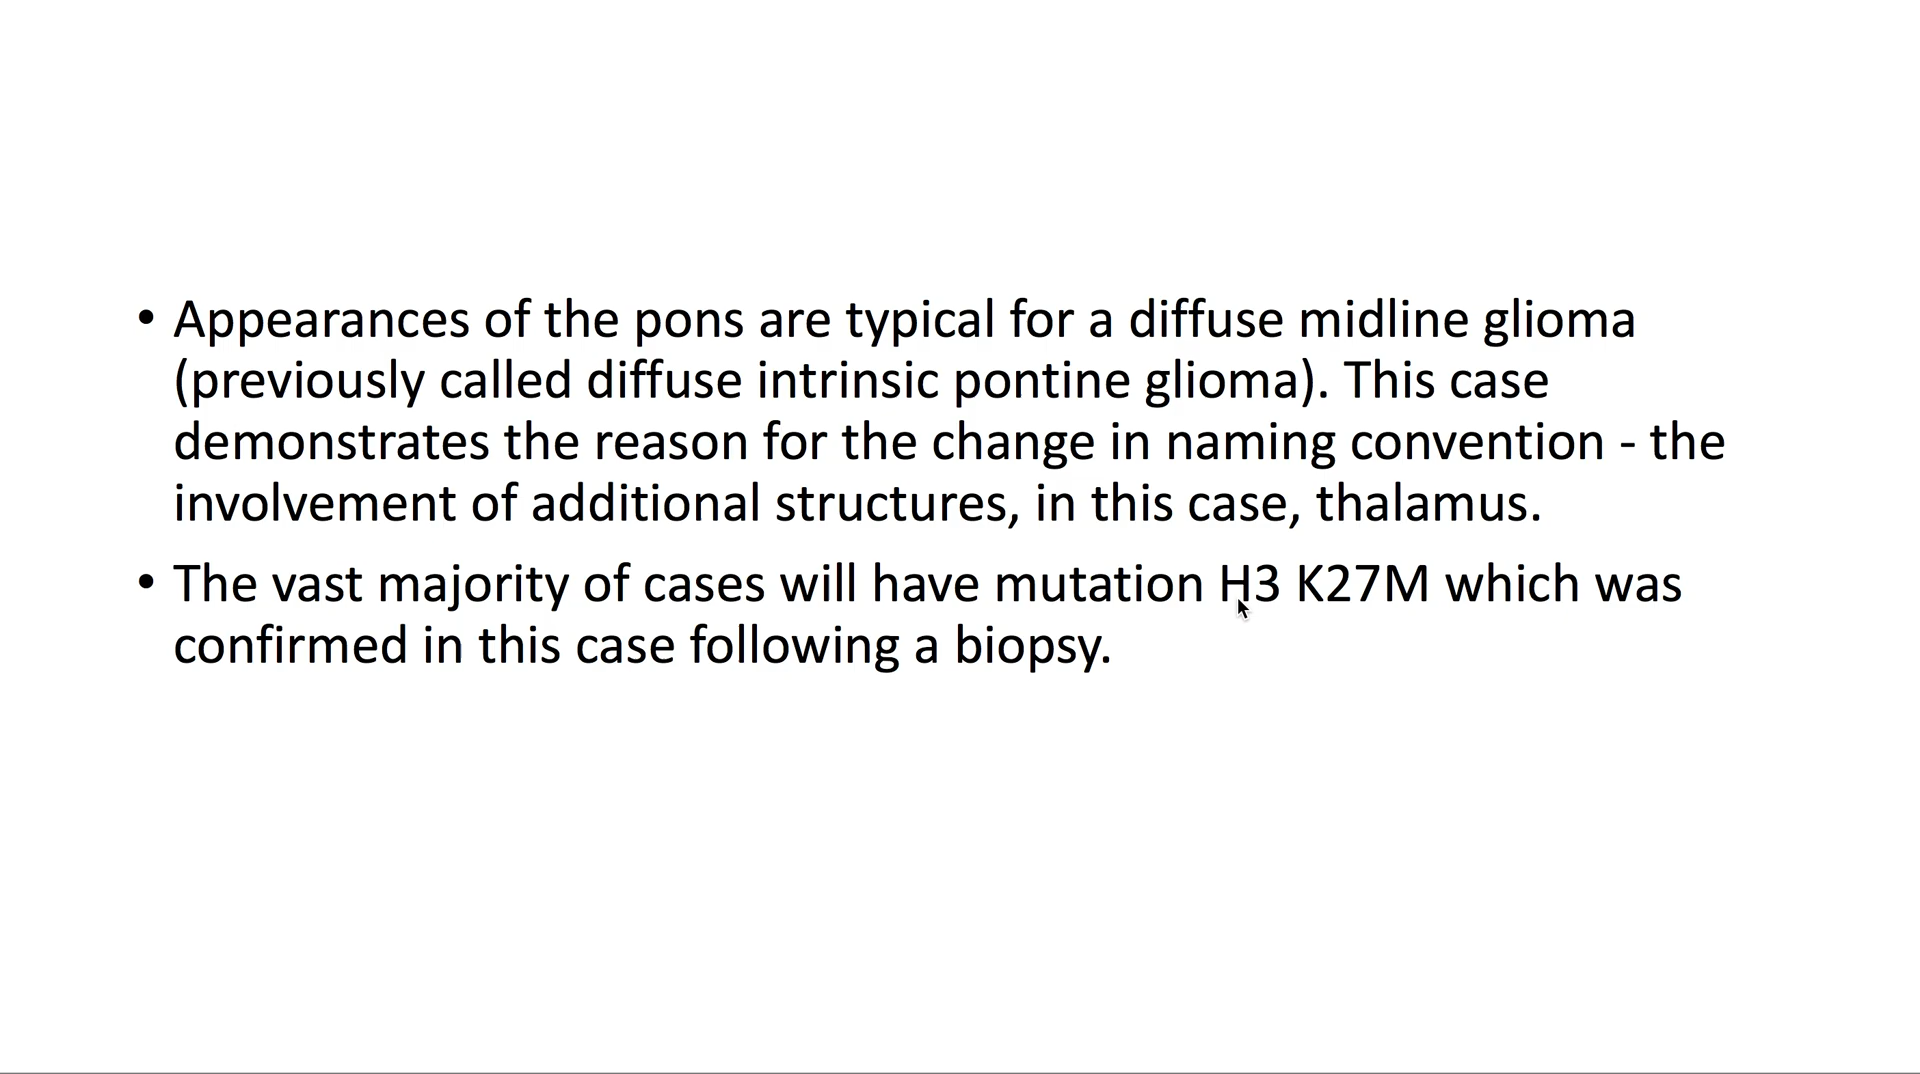 • Appearances of the pons are typical for a diffuse midline glioma
(previously called diffuse intrinsic pontine glioma). This case
demonstrates the reason for the change in naming convention - the
involvement of additional structures, in this case, thalamus.
• The vast majority of cases will have mutation H3 K27M which was
confirmed in this case following a biopsy.